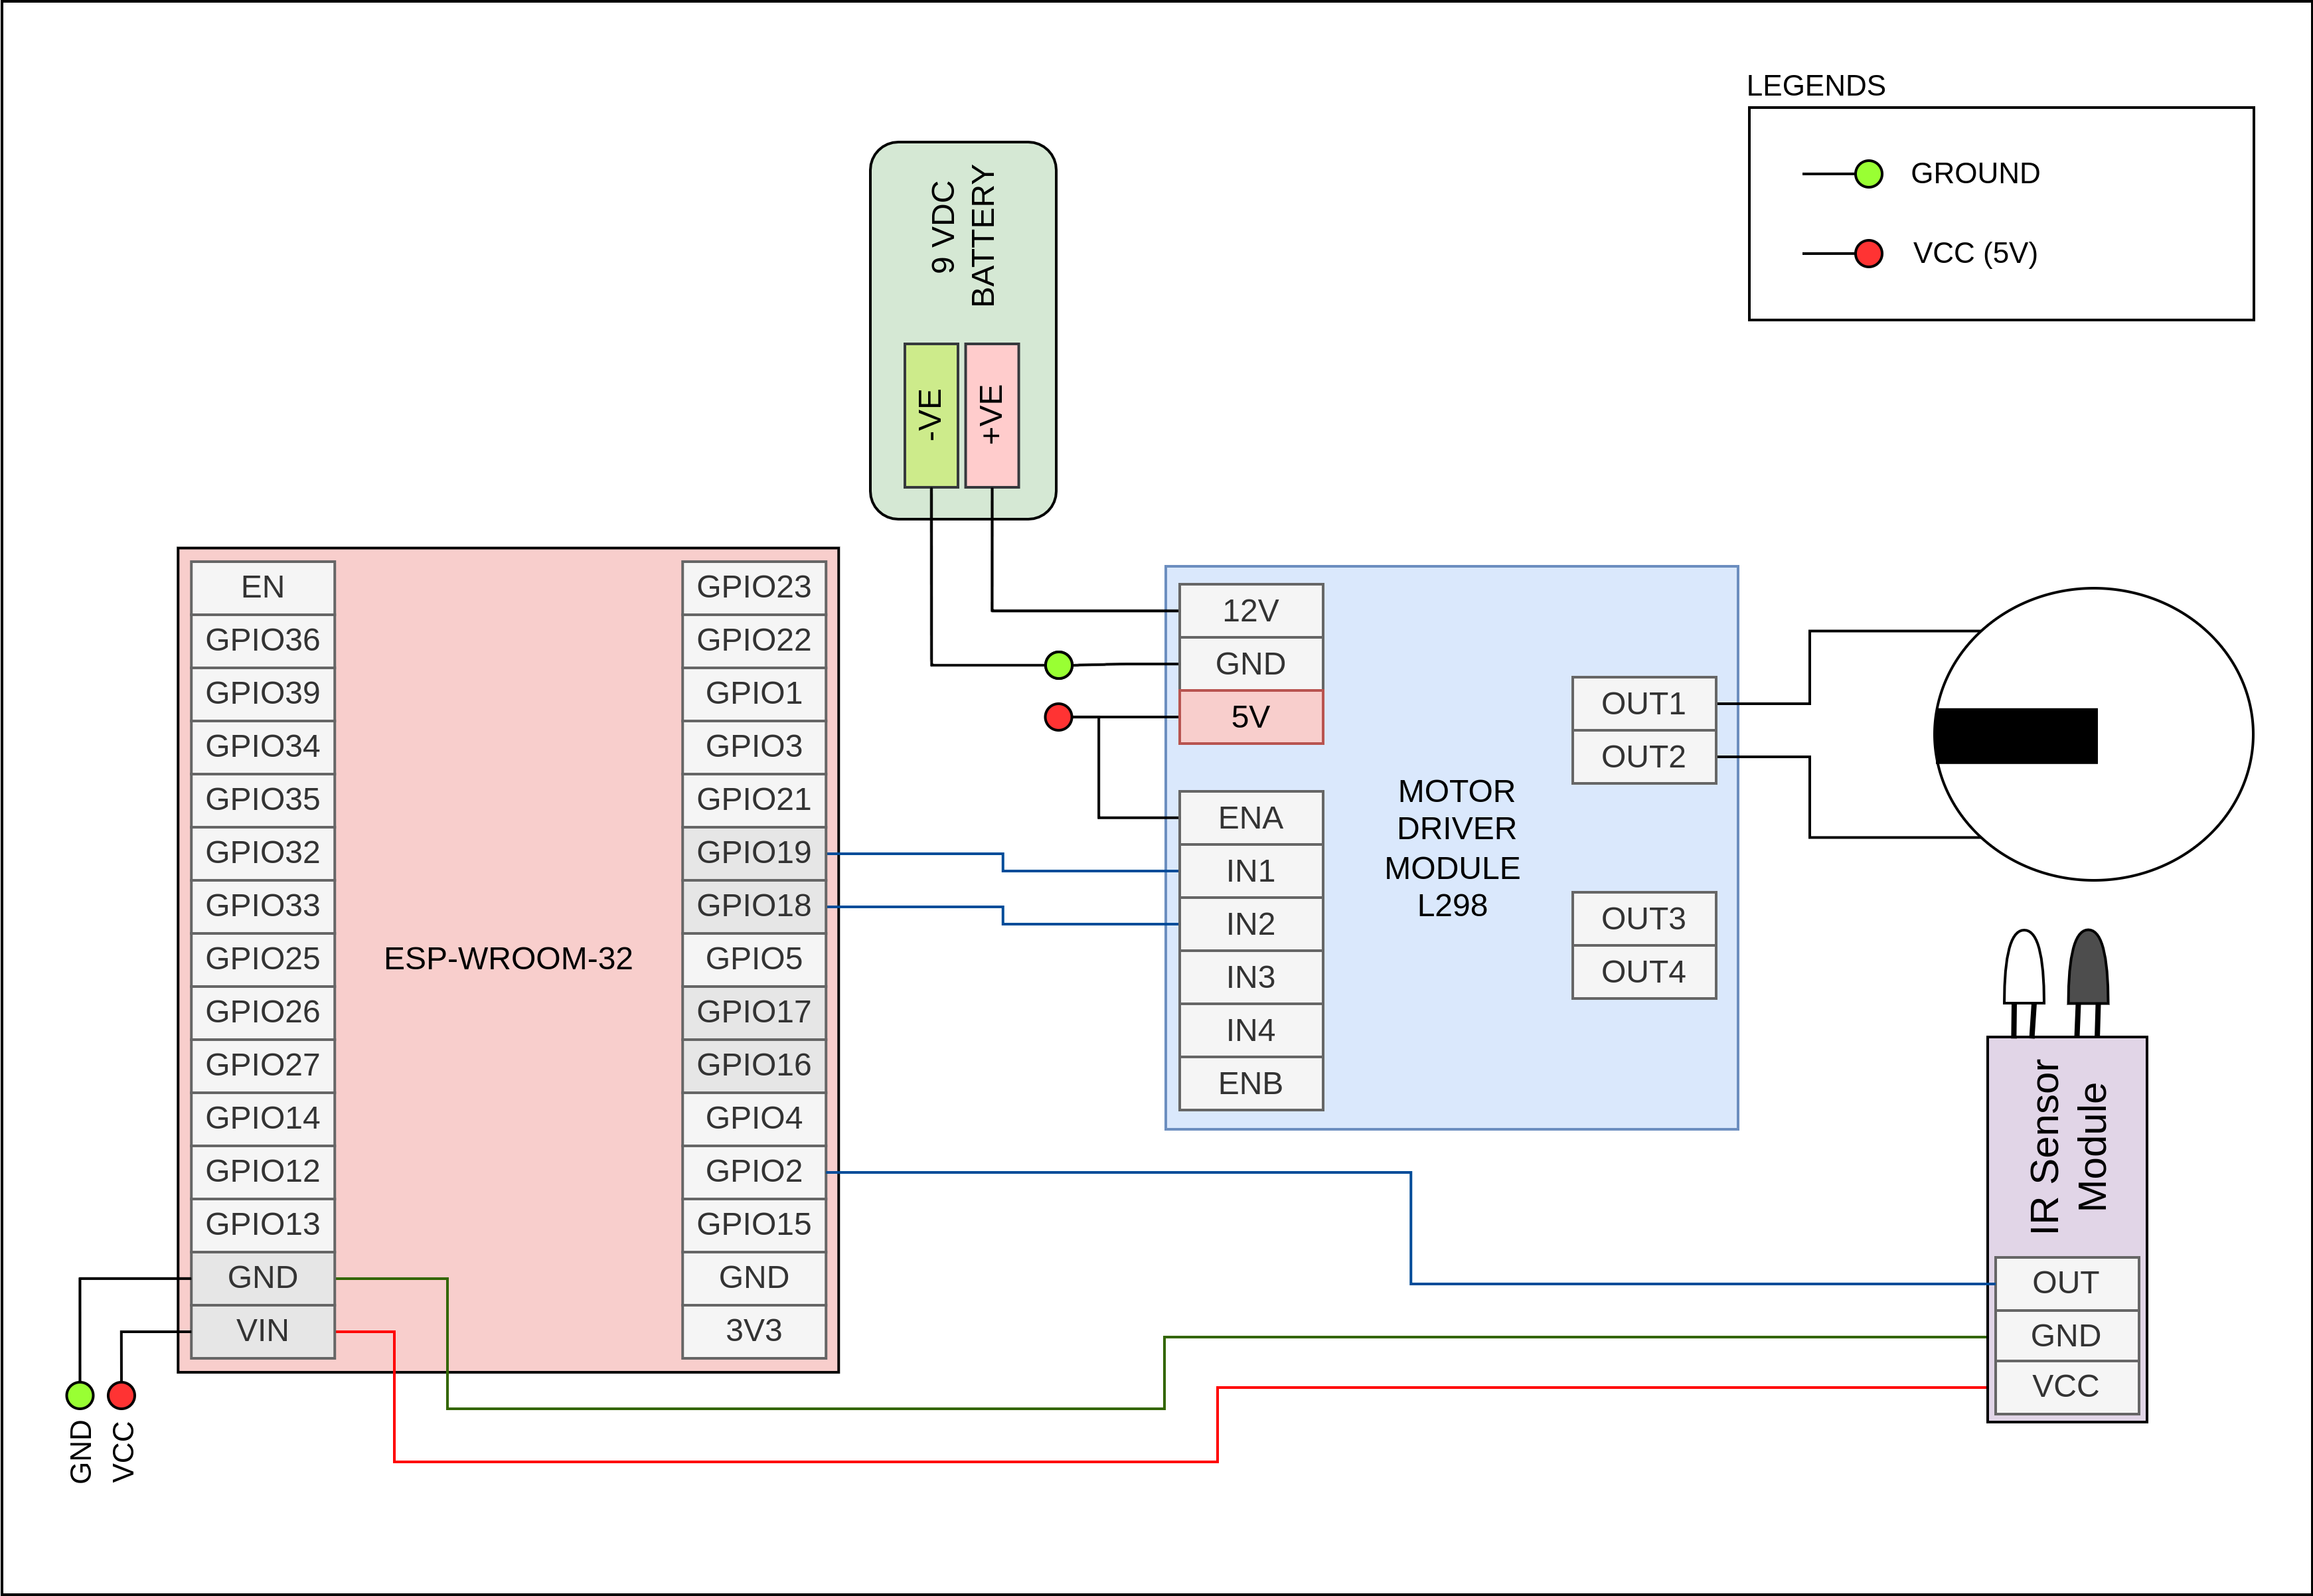 LEGENDS
GROUND
VCC (5V)
9 VDC
BATTERY
-VE
+VE
EN
GPIO36
GPIO39
GPIO34
GPIO35
GPIO32
GPIO33
GPIO25
GPIO26
GPIO27
GPIO14
GPIO12
GPIO13
GND
VIN
ESP-WROOM-32
GPIO23
GPIO22
GPIO1
GPIO3
GPIO21
GPIO19
GPIO18
GPIO5
GPIO17
GPIO16
GPIO4
GPIO2
GPIO15
GND
3V3
GND
VCC
12V
GND
5V
ENA
IN1
IN2
IN3
IN4
ENB
MOTOR
DRIVER
MODULE
L298
OUT1
OUT2
OUT3
OUT4
IR Sensor
Module
OUT
GND
VCC